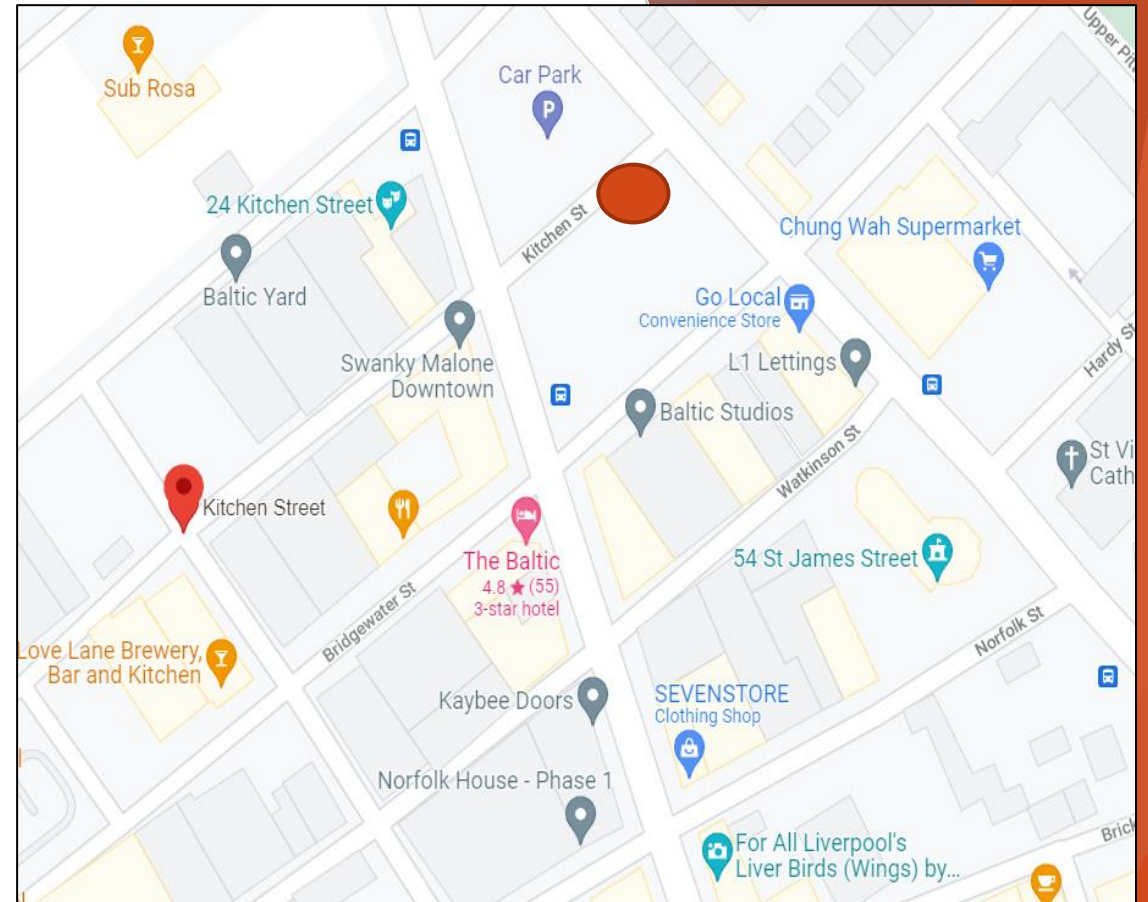 Upper Pit
Car Park
P
Sub Rosa
24 Kitchen Street
Kitchen St
Chung Wah Supermarket
Baltic Yard
Go Local
Convenience Store
Swanky Malone
Downtown
L1 Lettings
Hardy St
Baltic Studios
St Vi
Cath
Watkinson St
Kitchen Street
The Baltic
4.8 ★ (55)
3-star hotel
54 St James Street
Bridgewater St
Norfolk St
Love Lane Brewery,
Bar and Kitchen
Kaybee Doors
SEVENSTORE
Clothing Shop
Norfolk House - Phase 1
Brick
For All Liverpool's
Liver Birds (Wings) by...